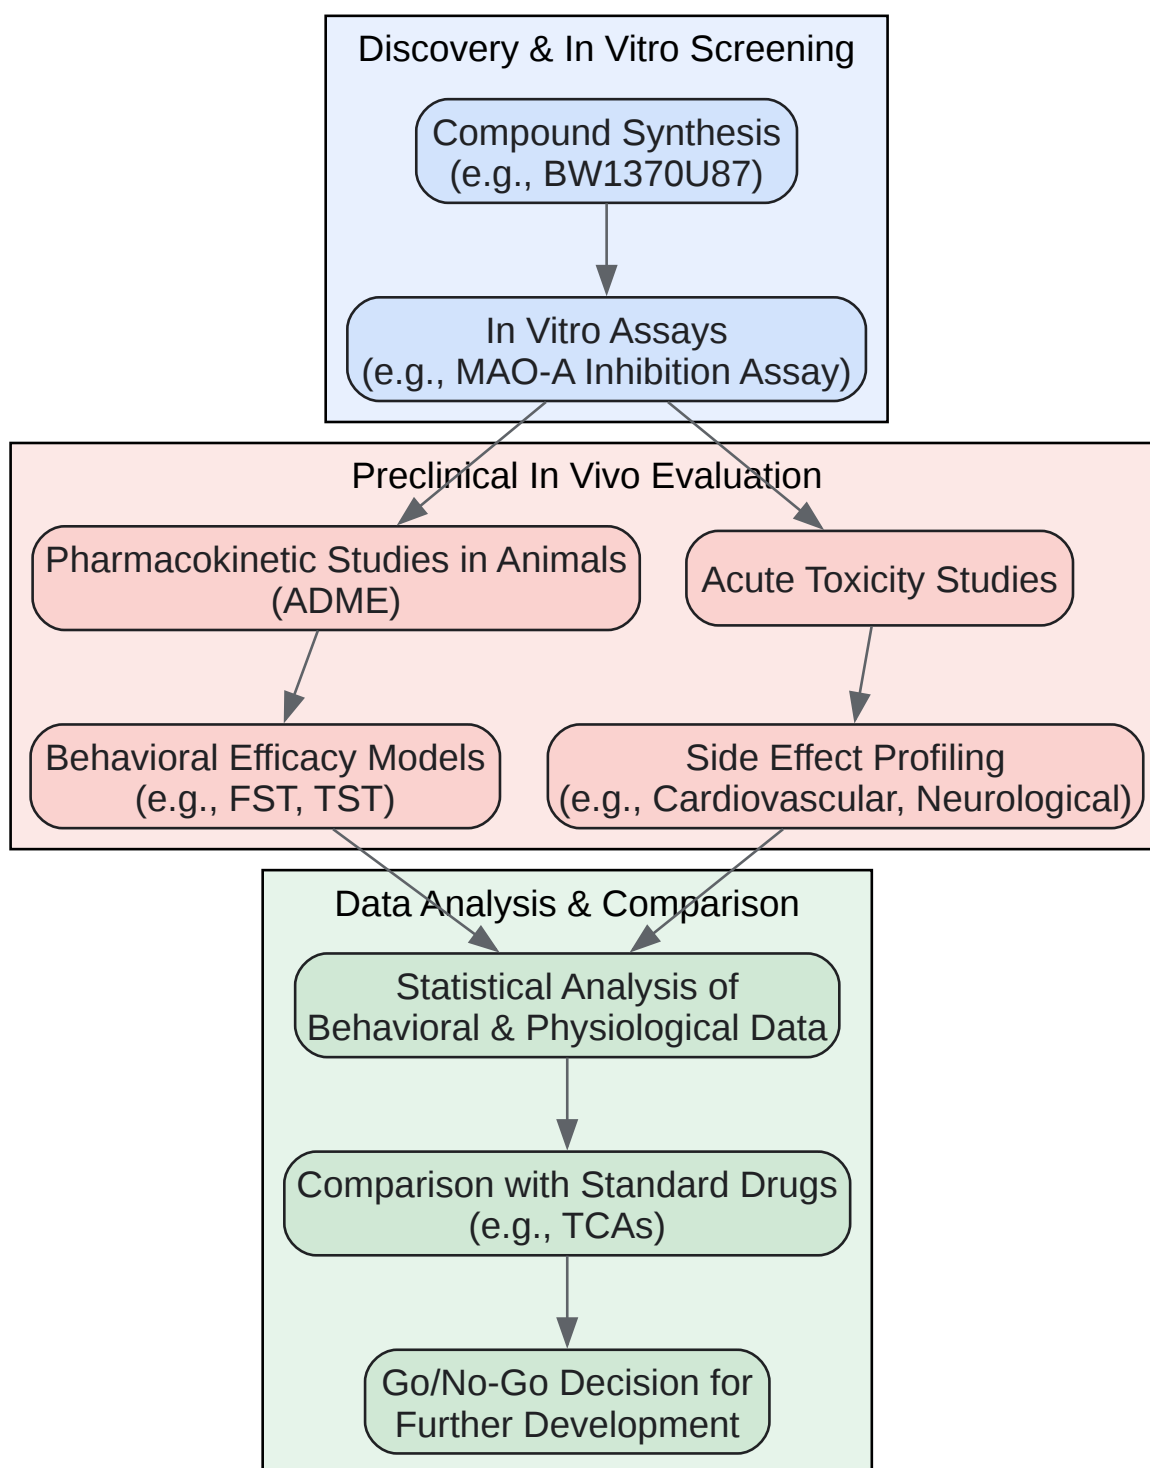 Discovery & In Vitro Screening
Compound Synthesis
(e.g., BW1370U87)
In Vitro Assays
(e.g., MAO-A Inhibition Assay)
Preclinical In Vivo Evaluation
Pharmacokinetic Studies in Animals
(ADME)
Acute Toxicity Studies
Behavioral Efficacy Models
(e.g., FST, TST)
Side Effect Profiling
(e.g., Cardiovascular, Neurological)
Data Analysis & Comparison
Statistical Analysis of
Behavioral & Physiological Data
Comparison with Standard Drugs
(e.g., TCAs)
Go/No-Go Decision for
Further Development